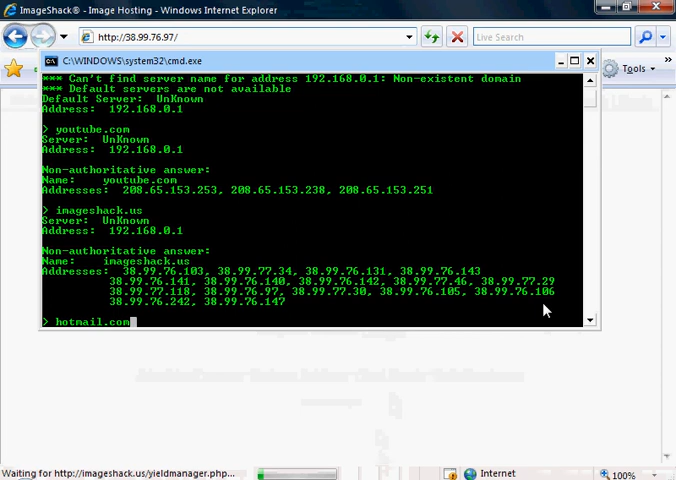 ImageShack® - Image Hosting - Windows Internet Explorer
http://38.99.76.97/
Live Search
C:\WINDOWS\system32\cmd.exe
Tools
*** Can't find server name for address 192.168.0.1: Non-existent domain
*** Default servers are not available
Default Server:  UnKnown
Address:  192.168.0.1
> youtube.com
Server:  UnKnown
Address:  192.168.0.1
Non-authoritative answer:
Name:    youtube.com
Addresses:  208.65.153.253, 208.65.153.238, 208.65.153.251
> imageshack.us
Server:  UnKnown
Address:  192.168.0.1
Non-authoritative answer:
Name:    imageshack.us
Addresses:  38.99.76.103, 38.99.77.34, 38.99.76.131, 38.99.76.143
38.99.76.141, 38.99.76.140, 38.99.76.142, 38.99.77.46, 38.99.77.29
38.99.77.118, 38.99.76.97, 38.99.77.30, 38.99.76.105, 38.99.76.106
38.99.76.242, 38.99.76.147
> hotmail.com
Waiting for http://imageshack.us/yieldmanager.php...
Internet
100%